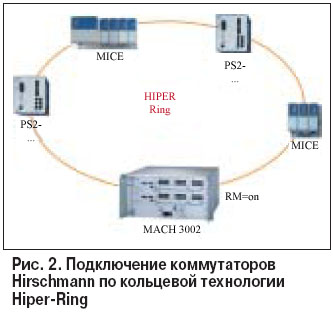 MICE
PS2-
...
HIPER
Ring
PS2-
...
MICE
RM=on
MACH 3002
Рис. 2. Подключение коммутаторов
Hirschmann по кольцевой технологии
Hiper-Ring